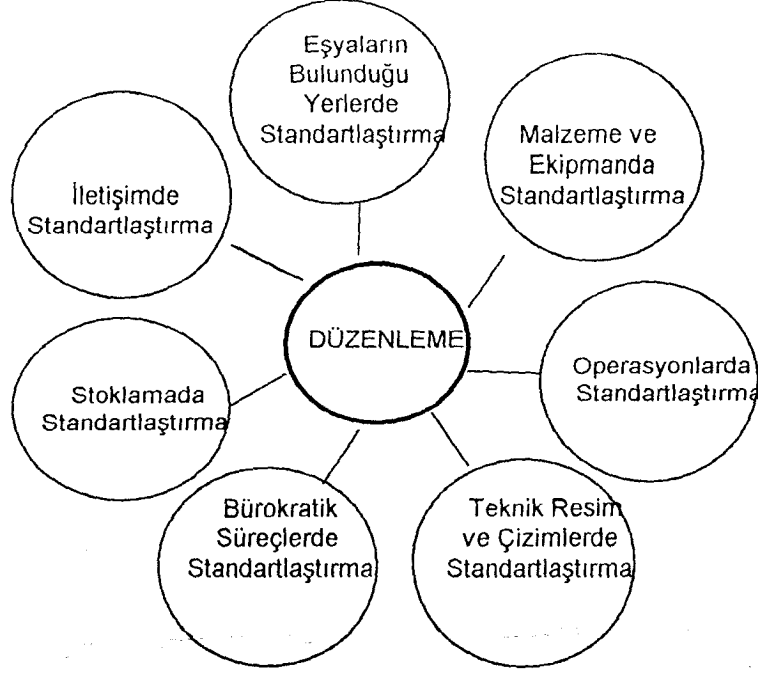 Eşyaların
Bulunduğu
Yerlerde
Standartlaştırma
Malzeme ve
Ekipmanda
Standartlaştırma
İletişimde
Standartlaştırma
DÜZENLEME
Operasyonlarda
Standartlaştırma
Stoklamada
Standartlaştırma
Bürokratik
Süreçlerde
Standartlaştırma
Teknik Resim
ve Çizimlerde
Standartlaştırma